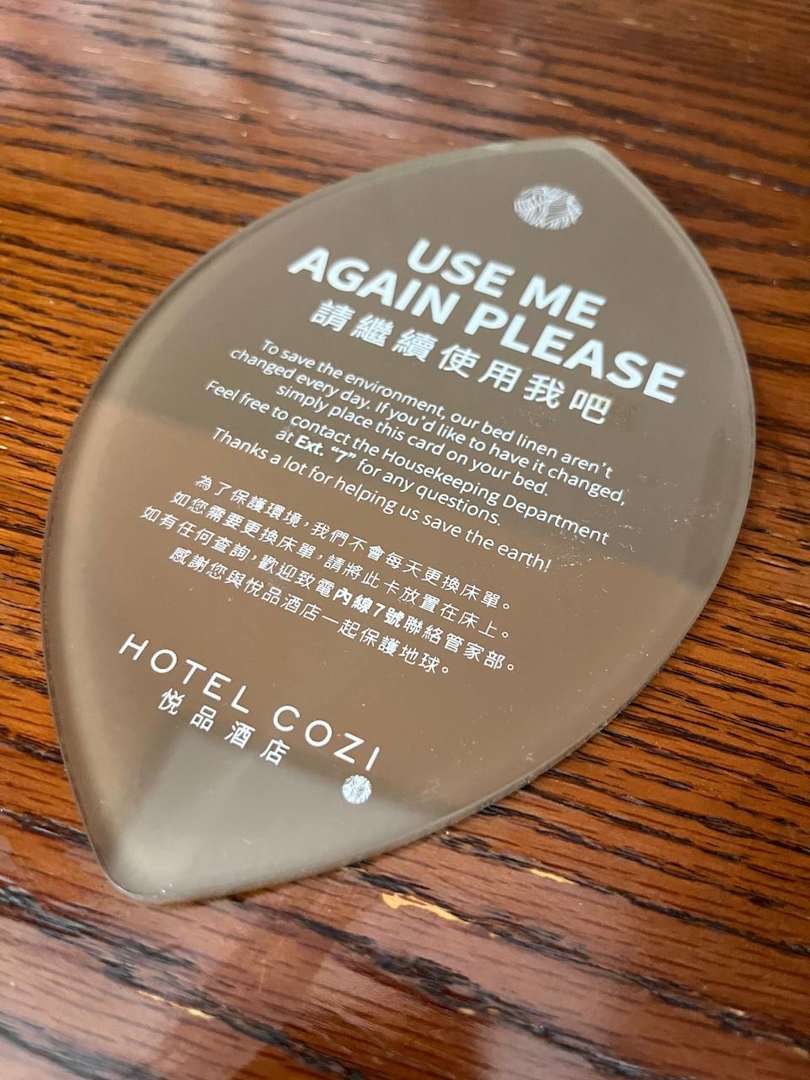 USE ME
AGAIN PLEASE
請繼續使用我吧
To save the environment, our bed linen aren't
changed every day. If you'd like to have it changed,
simply place this card on your bed.
Feel free to contact the Housekeeping Department
at Ext. "7" for any questions.
Thanks a lot for helping us save the earth!
為了保護環境，我們不會每天更換床單。
如您需要更換床單，請將此卡放置在床上。
如有任何查詢，歡迎致電內線7號聯絡管家部。
感謝您與悅品酒店一起保護地球。
HOTEL COZI
悅品酒店